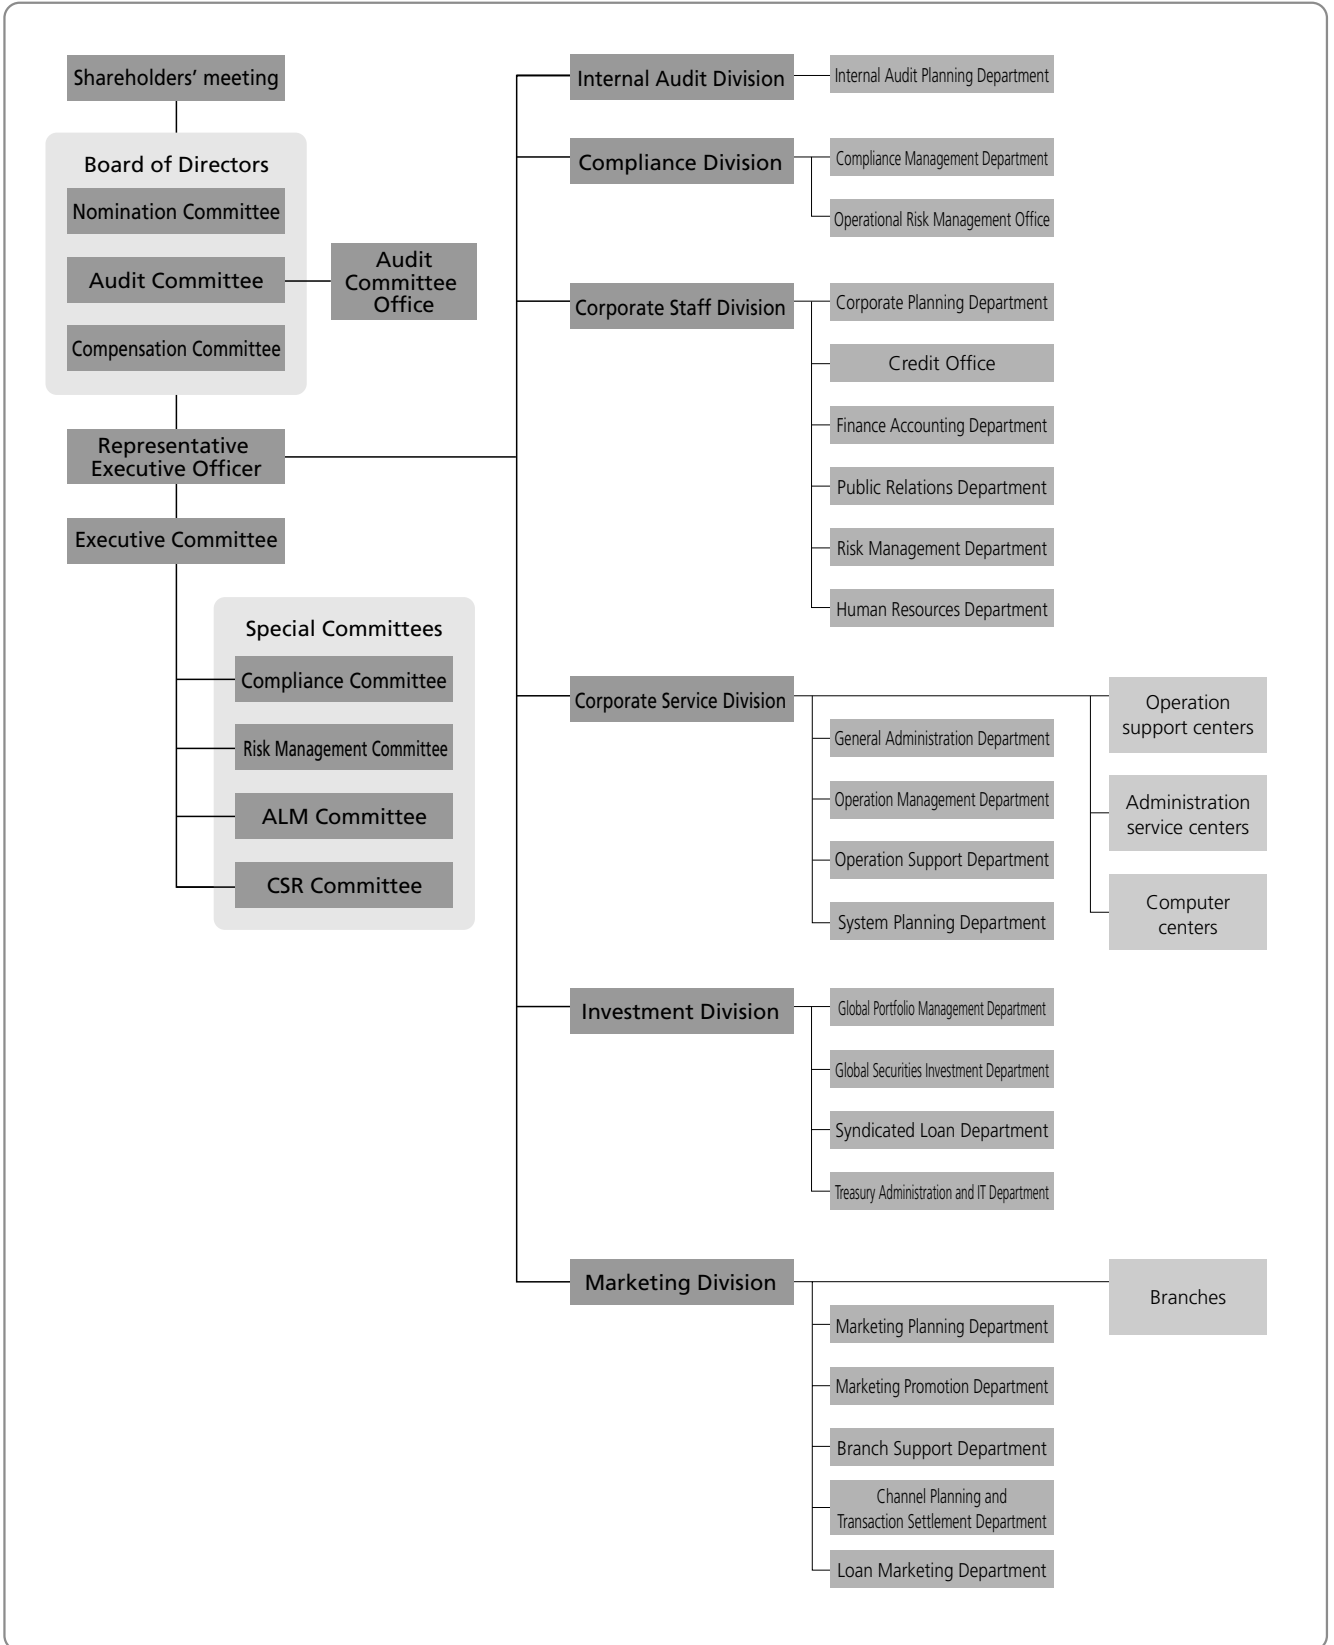 Shareholders’ meeting
Board of Directors
Nomination Committee
Audit Committee
Compensation Committee
Audit
Committee
Office
Representative
Executive Officer
Executive Committee
Special Committees
Compliance Committee
Risk Management Committee
ALM Committee
CSR Committee
Internal Audit Division
Internal Audit Planning Department
Compliance Division
Compliance Management Department
Operational Risk Management Office
Corporate Staff Division
Corporate Planning Department
Credit Office
Finance Accounting Department
Public Relations Department
Risk Management Department
Human Resources Department
Corporate Service Division
General Administration Department
Operation Management Department
Operation Support Department
System Planning Department
Operation
support centers
Administration
service centers
Computer
centers
Investment Division
Global Portfolio Management Department
Global Securities Investment Department
Syndicated Loan Department
Treasury Administration and IT Department
Marketing Division
Marketing Planning Department
Marketing Promotion Department
Branch Support Department
Channel Planning and
Transaction Settlement Department
Loan Marketing Department
Branches